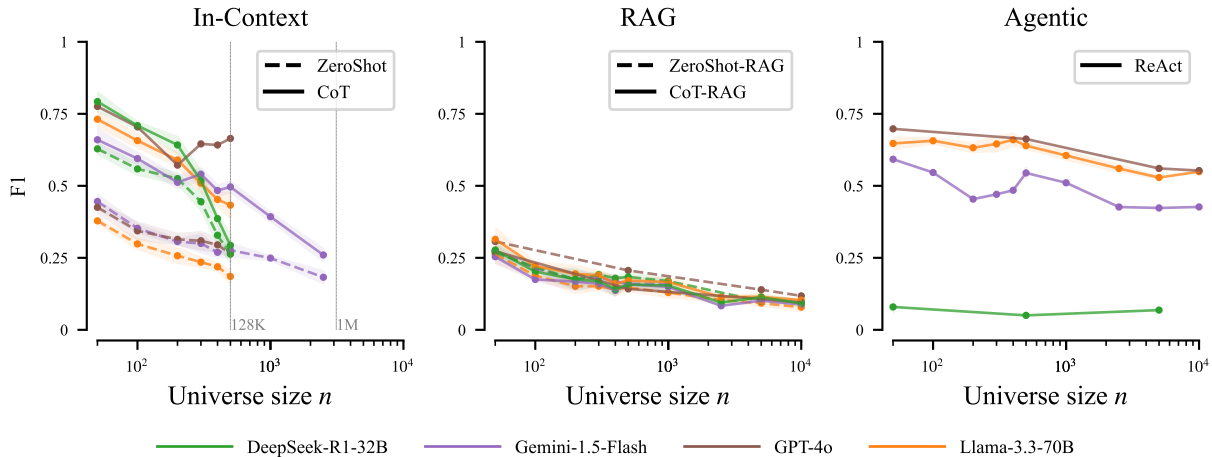 In-Context
RAG
Agentic
F1
1
0.75
0.5
0.25
0
ZeroShot
CoT
128K
1M
10²
10³
10⁴
Universe size n
1
0.75
0.5
0.25
0
ZeroShot-RAG
CoT-RAG
10²
10³
10⁴
Universe size n
1
0.75
0.5
0.25
0
ReAct
10²
10³
10⁴
Universe size n
DeepSeek-R1-32B
Gemini-1.5-Flash
GPT-4o
Llama-3.3-70B